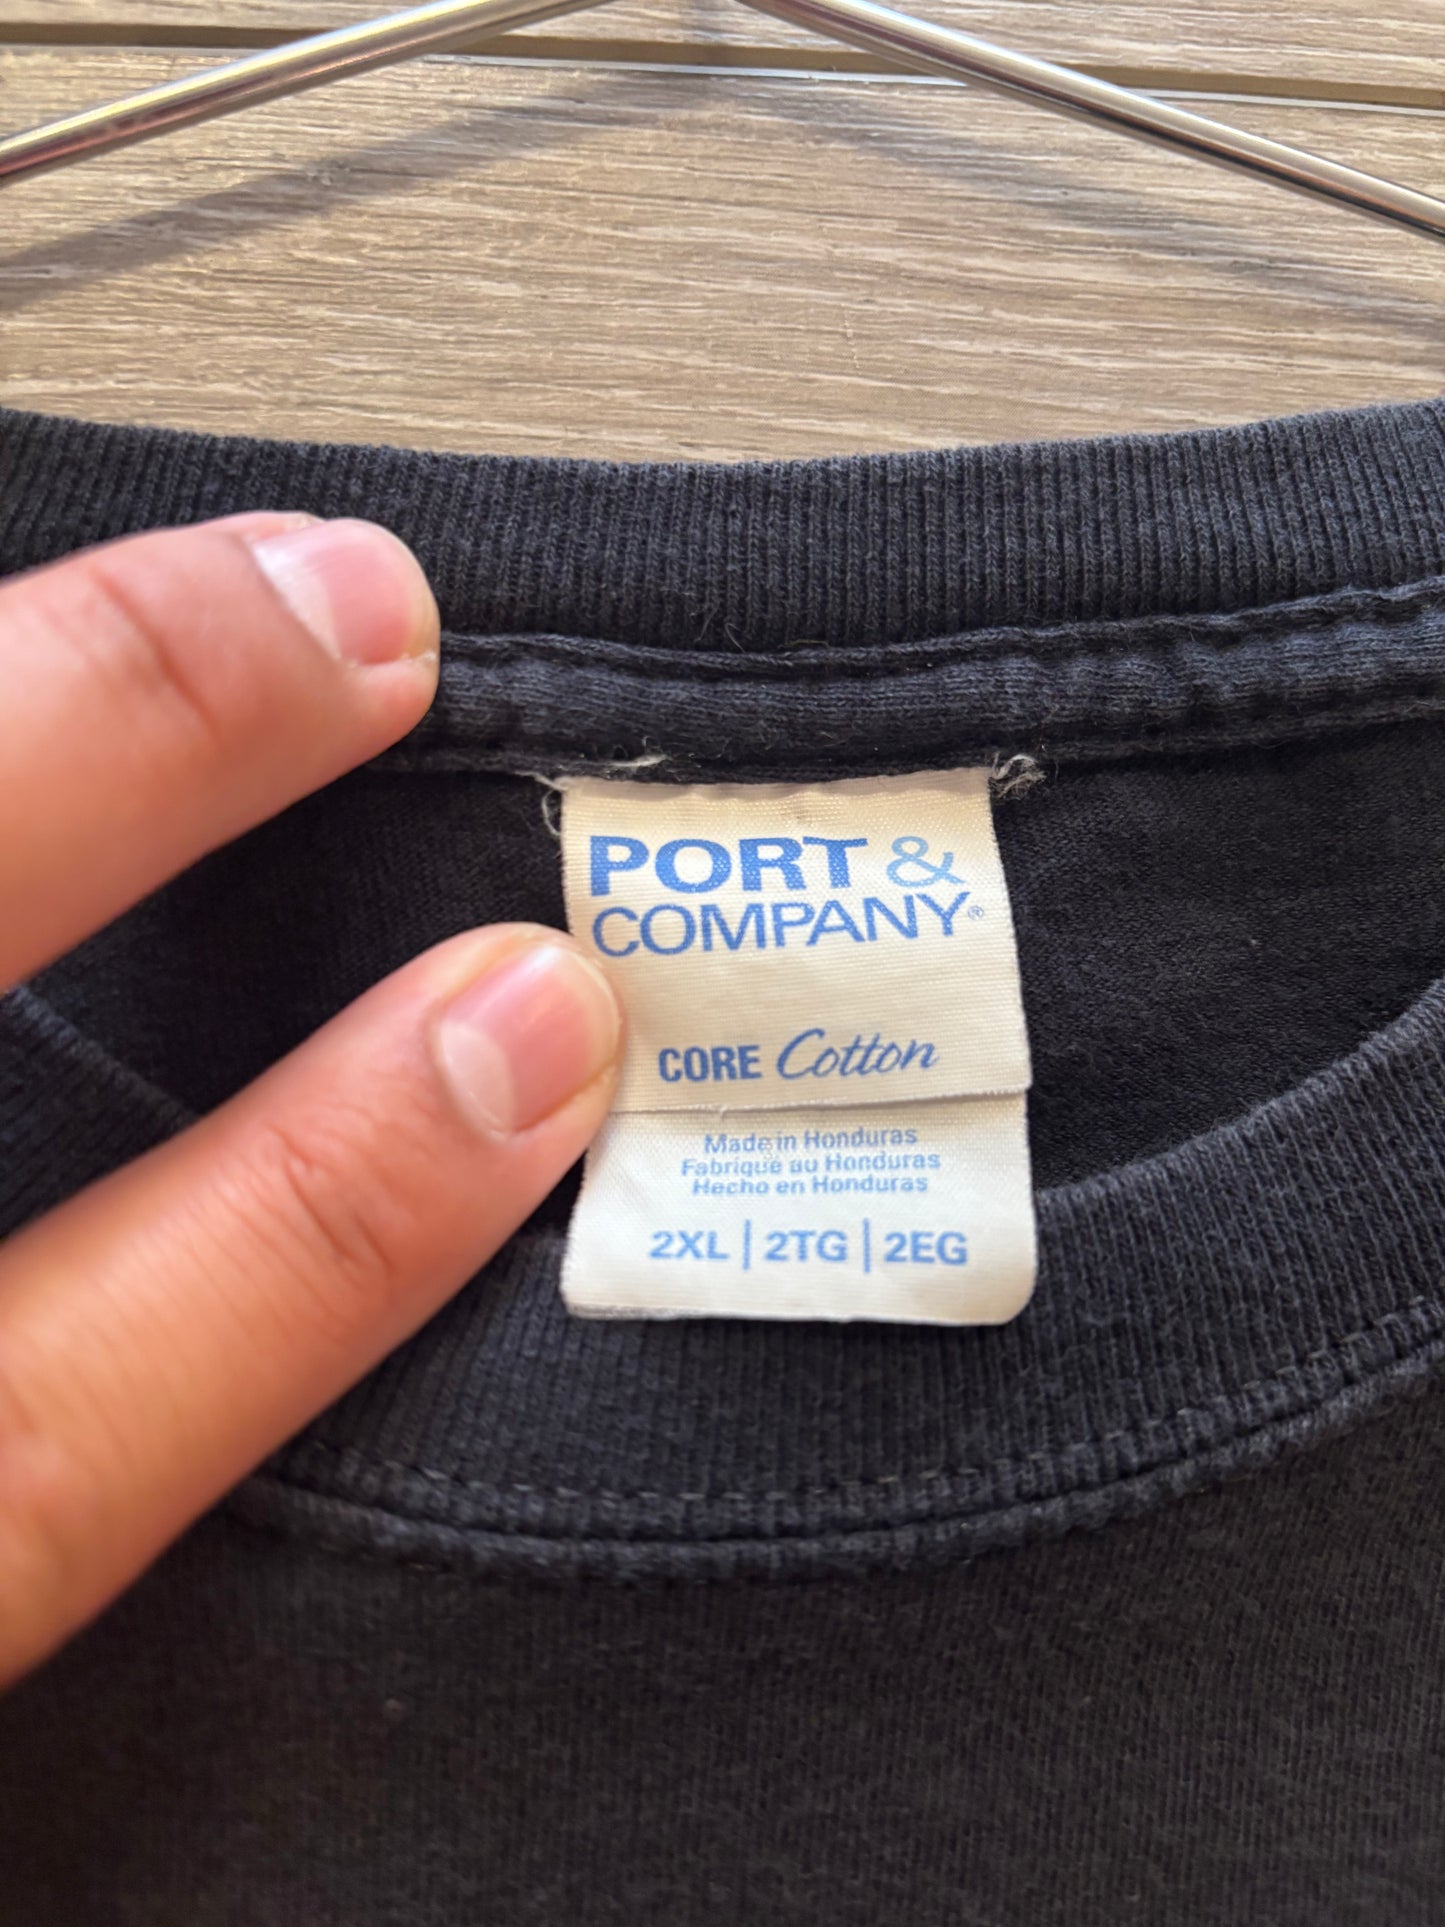 PORT &
COMPANY®
CORE Cotton
Made in Honduras
Fabriqué au Honduras
Hecho en Honduras
2XL | 2TG | 2EG